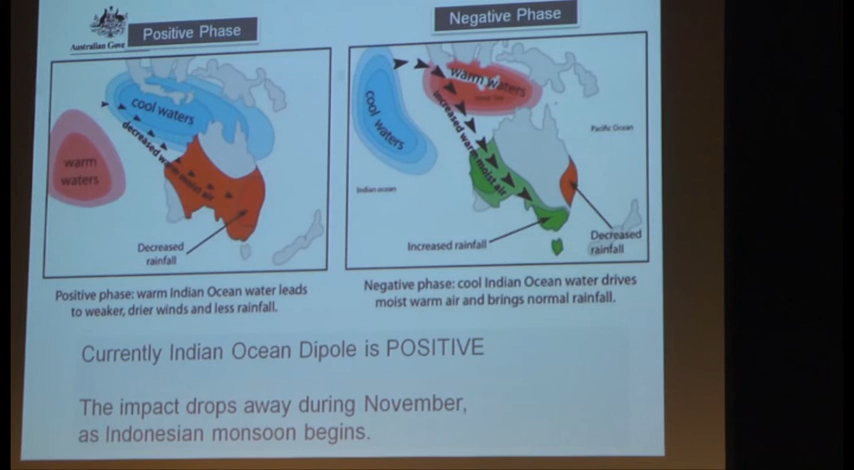 Australian Gove
Positive Phase
Negative Phase
cool waters
decreased warm moist air
warm
waters
Decreased
rainfall
warm waters
cool waters
increased warm moist air
Pacific Ocean
Indian ocean
Increased rainfall
Decreased
rainfall
Positive phase: warm Indian Ocean water leads
to weaker, drier winds and less rainfall.
Negative phase: cool Indian Ocean water drives
moist warm air and brings normal rainfall.
Currently Indian Ocean Dipole is POSITIVE
The impact drops away during November,
as Indonesian monsoon begins.